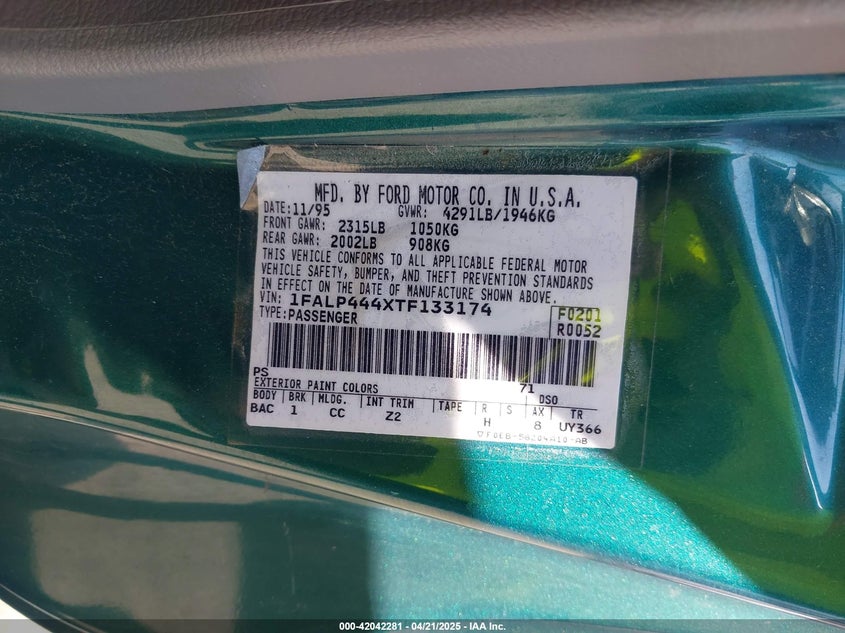 MFD. BY FORD MOTOR CO. IN U.S.A.
DATE: 11/95 GVWR: 4291LB/1946KG
FRONT GAWR: 2315LB 1050KG
REAR GAWR: 2002LB 908KG
THIS VEHICLE CONFORMS TO ALL APPLICABLE FEDERAL MOTOR
VEHICLE SAFETY, BUMPER, AND THEFT PREVENTION STANDARDS
IN EFFECT ON THE DATE OF MANUFACTURE SHOWN ABOVE.
VIN: 1FALP444XTF133174
TYPE: PASSENGER
F0201
R0052
PS 71
EXTERIOR PAINT COLORS DSO
BODY BRK MLDG. INT TRIM TAPE R S AX TR
BAC 1 CC Z2 H 8 UY366
000-42042281 - 04/21/2025 - IAA Inc.